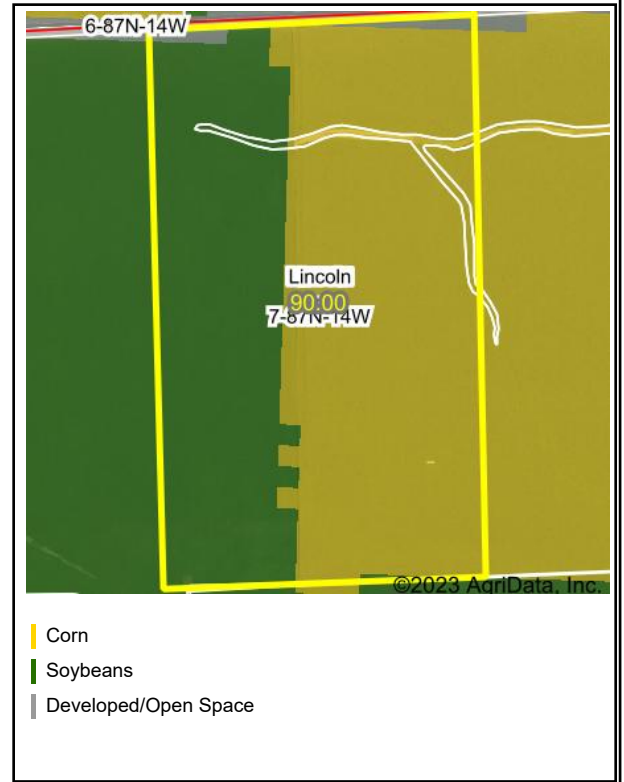 6-87N-14W
Lincoln
90.00
7-87N-14W
©2023 AgriData, Inc.
Corn
Soybeans
Developed/Open Space